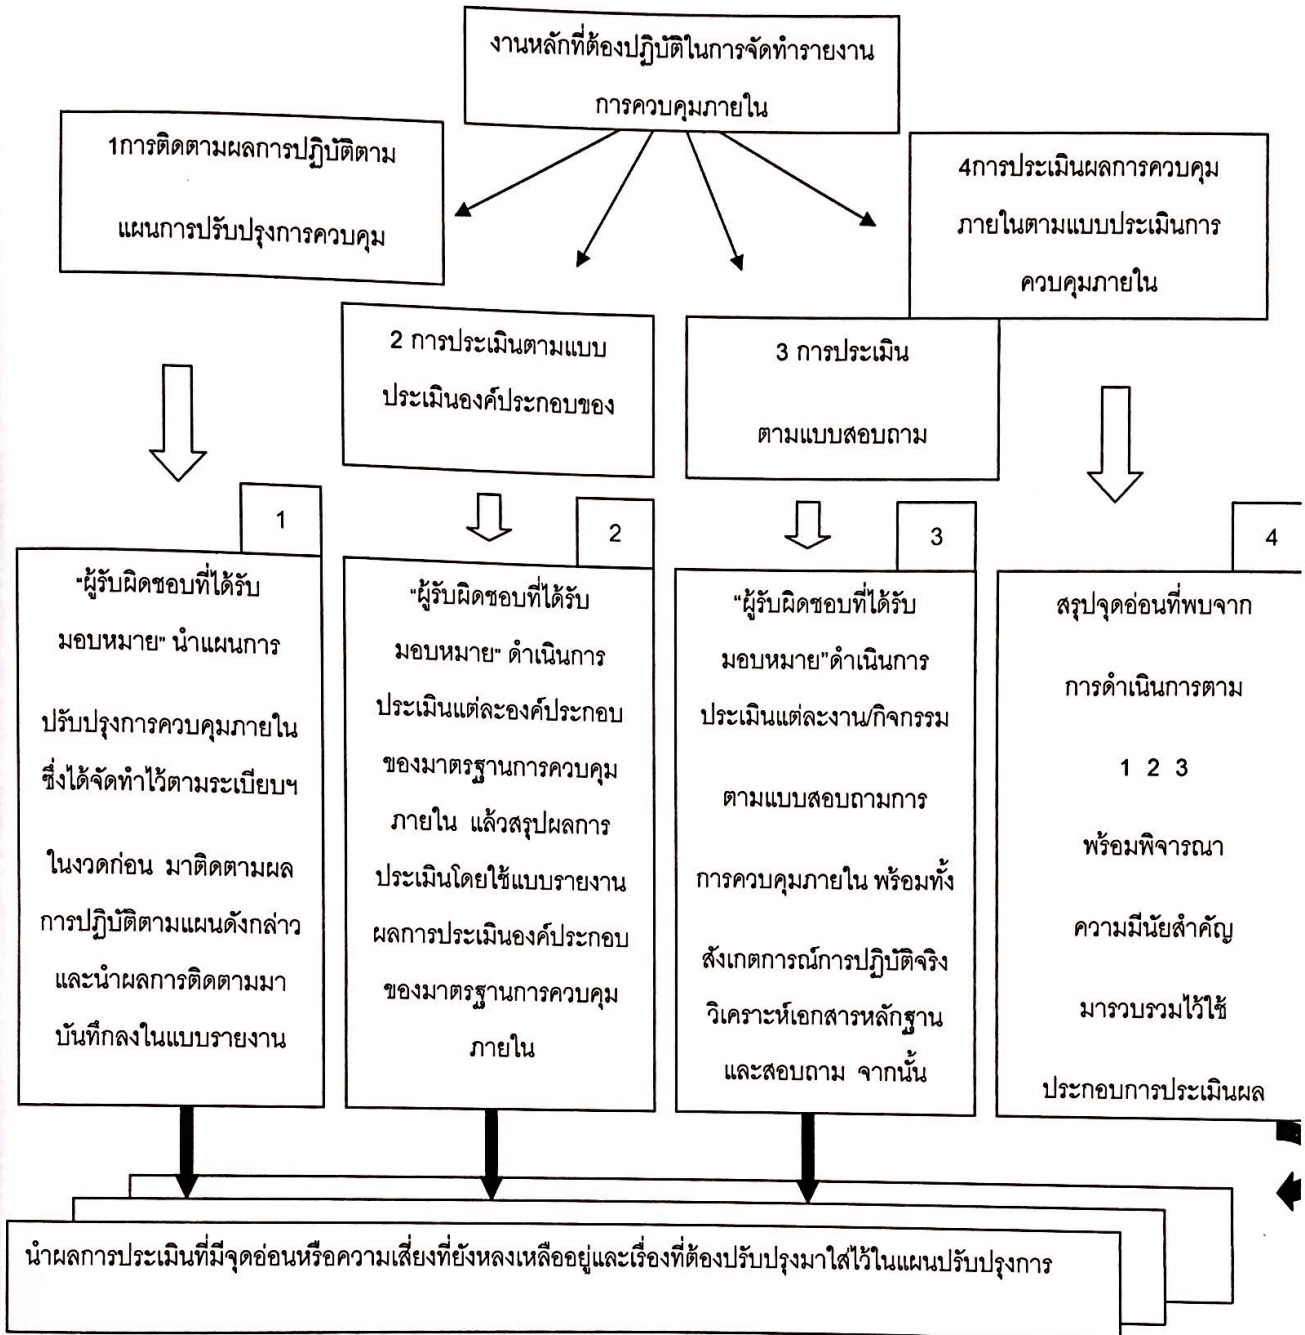 งานหลักที่ต้องปฏิบัติในการจัดทำรายงาน
การควบคุมภายใน
1การติดตามผลการปฏิบัติตาม
แผนการปรับปรุงการควบคุม
4การประเมินผลการควบคุม
ภายในตามแบบประเมินการ
ควบคุมภายใน
2 การประเมินตามแบบ
ประเมินองค์ประกอบของ
3 การประเมิน
ตามแบบสอบถาม
1
"ผู้รับผิดชอบที่ได้รับ
มอบหมาย" นำแผนการ
ปรับปรุงการควบคุมภายใน
ซึ่งได้จัดทำไว้ตามระเบียบฯ
ในงวดก่อน มาติดตามผล
การปฏิบัติตามแผนดังกล่าว
และนำผลการติดตามมา
บันทึกลงในแบบรายงาน
2
"ผู้รับผิดชอบที่ได้รับ
มอบหมาย" ดำเนินการ
ประเมินแต่ละองค์ประกอบ
ของมาตรฐานการควบคุม
ภายใน แล้วสรุปผลการ
ประเมินโดยใช้แบบรายงาน
ผลการประเมินองค์ประกอบ
ของมาตรฐานการควบคุม
ภายใน
3
"ผู้รับผิดชอบที่ได้รับ
มอบหมาย"ดำเนินการ
ประเมินแต่ละงาน/กิจกรรม
ตามแบบสอบถามการ
การควบคุมภายใน พร้อมทั้ง
สังเกตการณ์การปฏิบัติจริง
วิเคราะห์เอกสารหลักฐาน
และสอบถาม จากนั้น
4
สรุปจุดอ่อนที่พบจาก
การดำเนินการตาม
1 2 3
พร้อมพิจารณา
ความมีนัยสำคัญ
มารวบรวมไว้ใช้
ประกอบการประเมินผล
นำผลการประเมินที่มีจุดอ่อนหรือความเสี่ยงที่ยังหลงเหลืออยู่และเรื่องที่ต้องปรับปรุงมาใส่ไว้ในแผนปรับปรุงการ